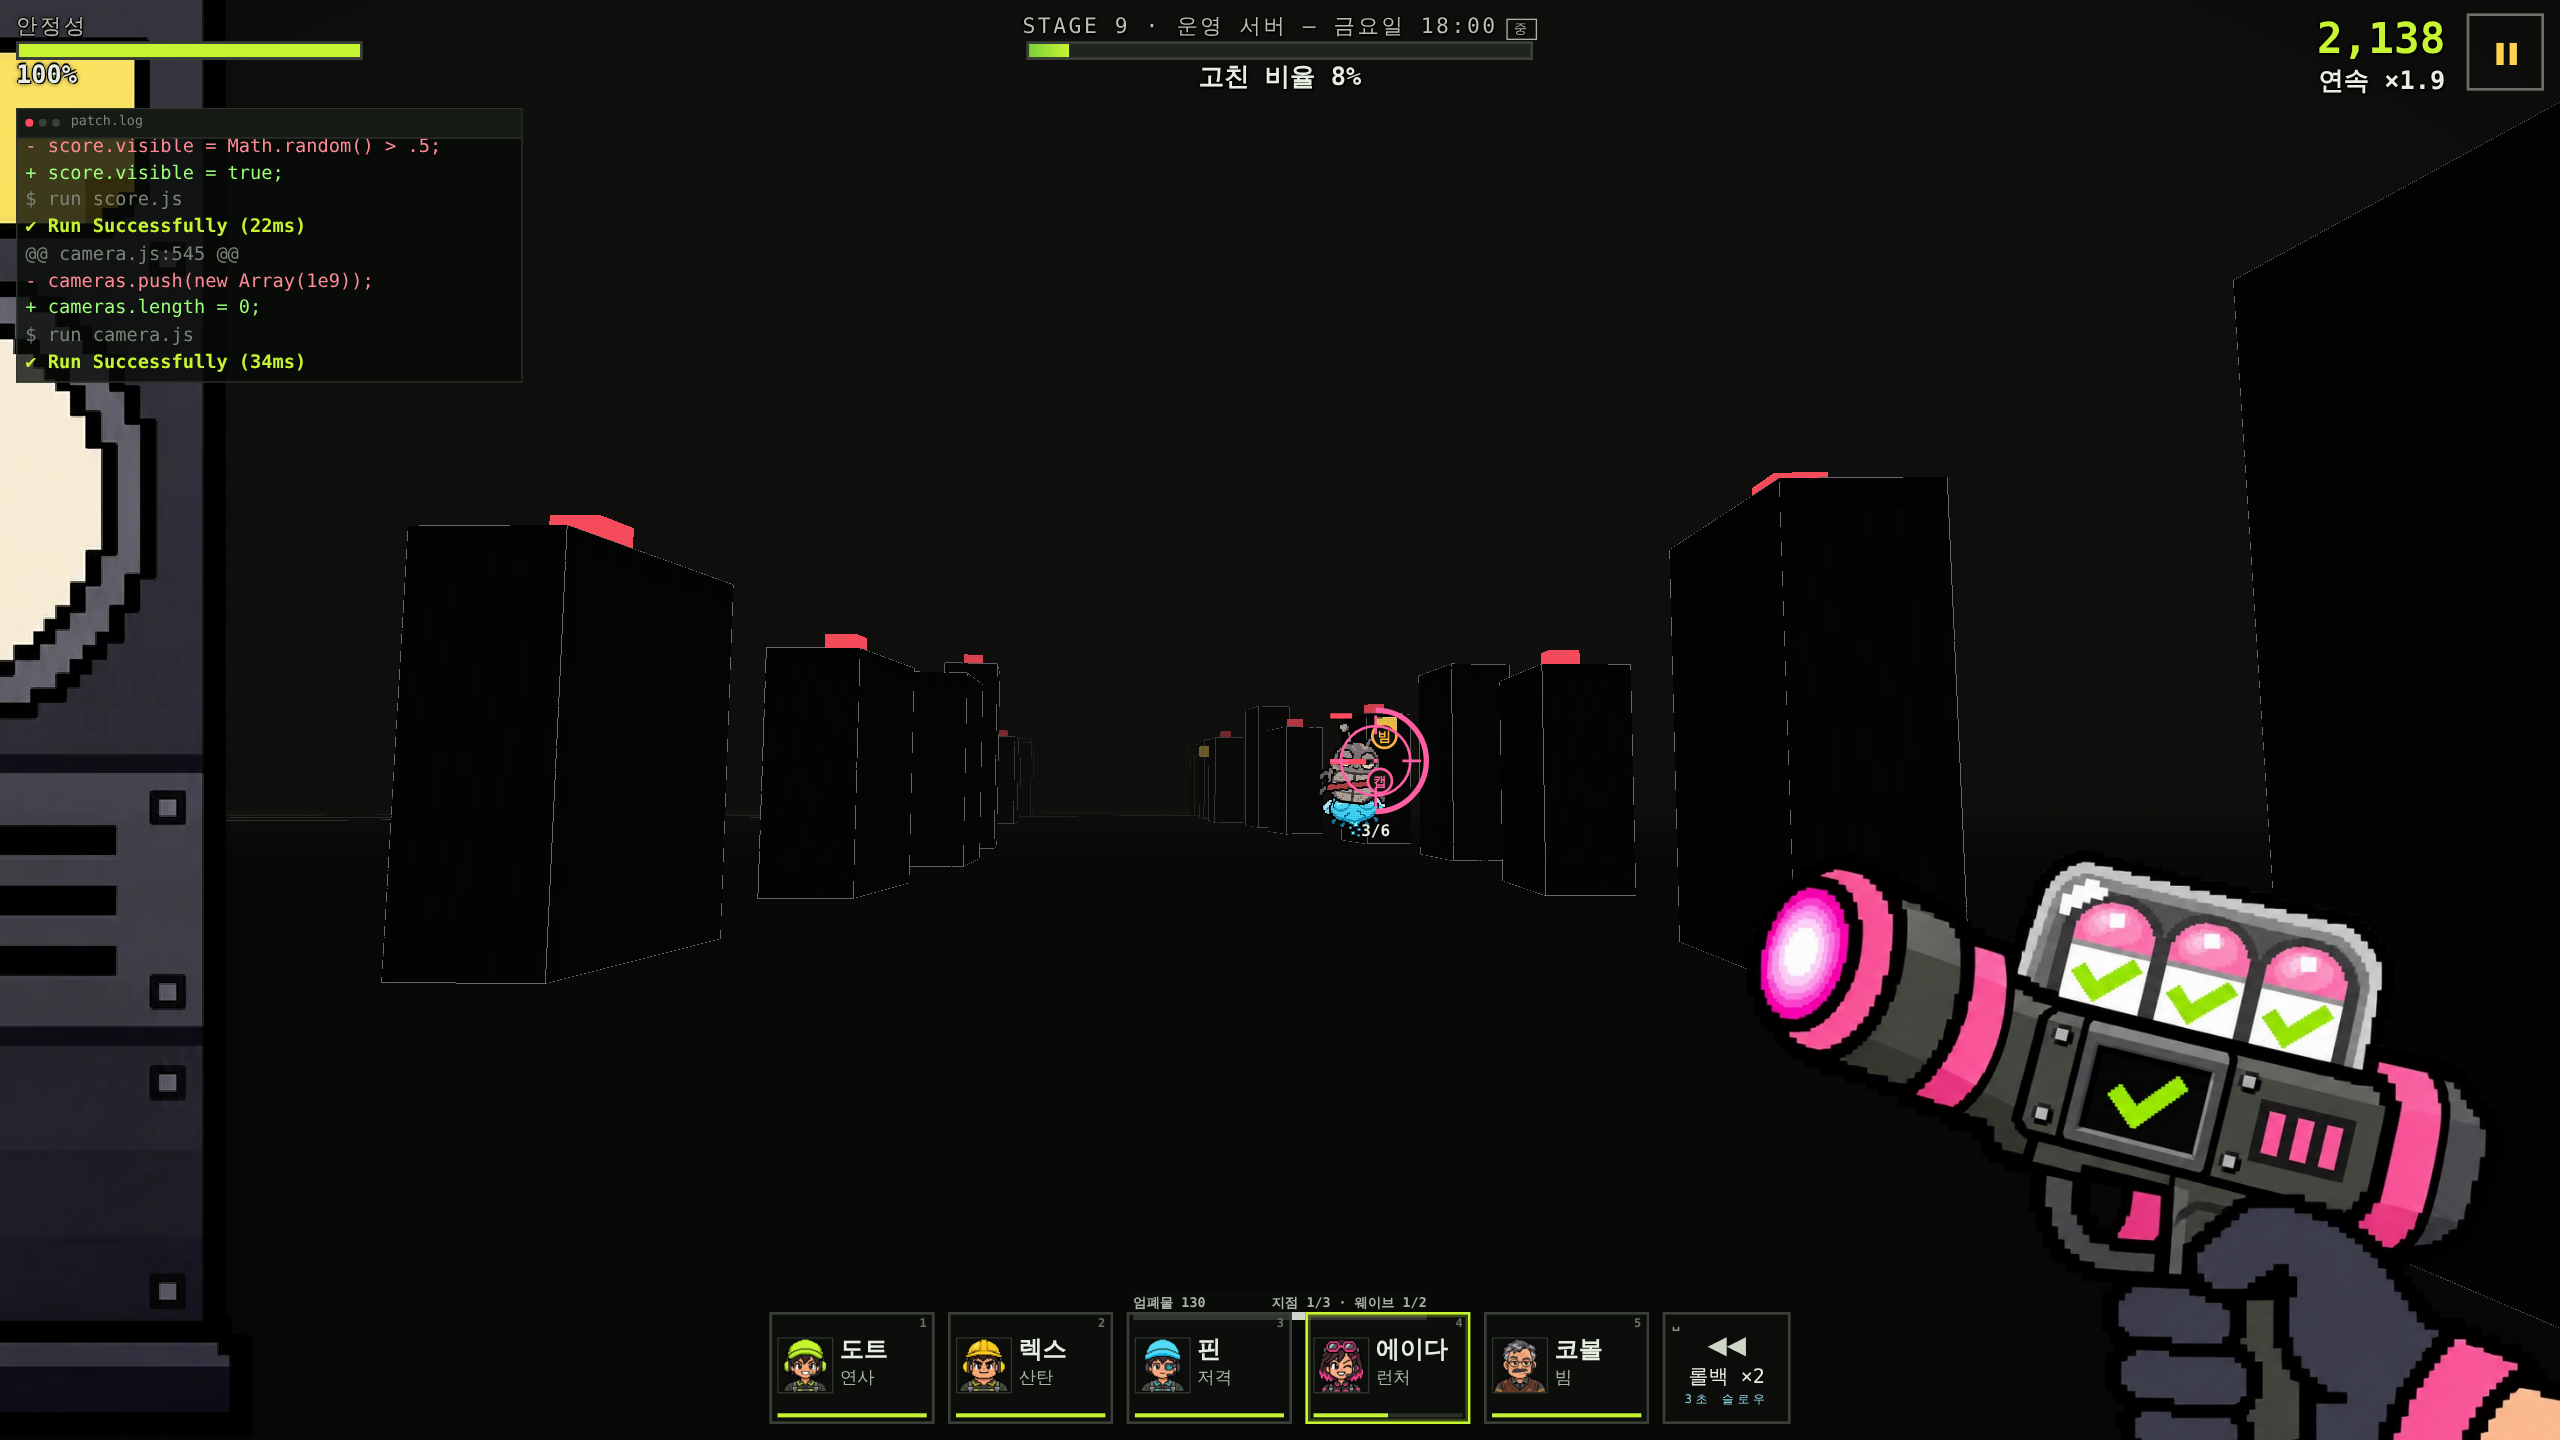 안정성
100%
STAGE 9 · 운영 서버 — 금요일 18:00 중
고친 비율 8%
2,138
연속 ×1.9
patch.log
- score.visible = Math.random() > .5;
+ score.visible = true;
$ run score.js
✔ Run Successfully (22ms)
@@ camera.js:545 @@
- cameras.push(new Array(1e9));
+ cameras.length = 0;
$ run camera.js
✔ Run Successfully (34ms)
빔
캡
3/6
엄폐물 130
지점 1/3 · 웨이브 1/2
1
도트
연사
2
렉스
산탄
3
핀
저격
4
에이다
런처
5
코볼
빔
롤백 ×2
3초 슬로우